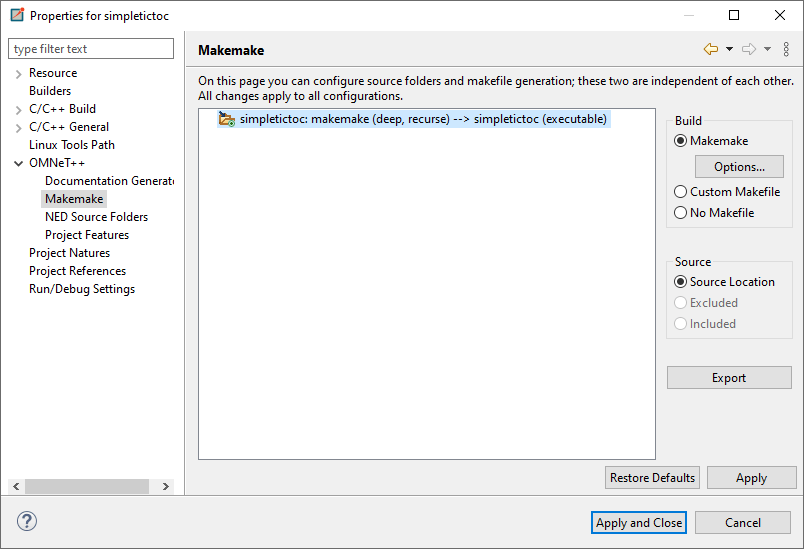 Properties for simpletictoc
type filter text
Resource
Builders
C/C++ Build
C/C++ General
Linux Tools Path
OMNeT++
Documentation Generato
Makemake
NED Source Folders
Project Features
Project Natures
Project References
Run/Debug Settings
Makemake
On this page you can configure source folders and makefile generation; these two are independent of each other.
All changes apply to all configurations.
simpletictoc: makemake (deep, recurse) --> simpletictoc (executable)
Build
Makemake
Options...
Custom Makefile
No Makefile
Source
Source Location
Excluded
Included
Export
Restore Defaults
Apply
Apply and Close
Cancel